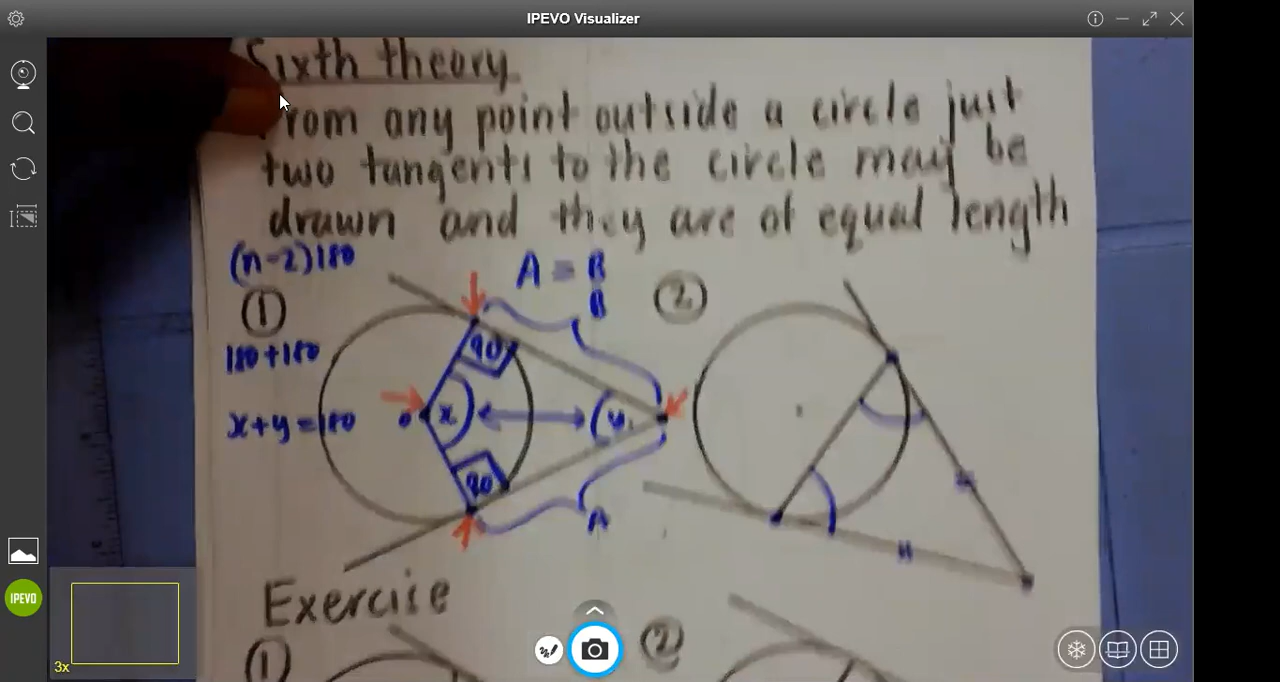 IPEVO Visualizer
Sixth theory
From any point outside a circle just
two tangents to the circle may be
drawn and they are of equal length
(n-2)180
A = B
B
①
②
180+180
90
x+y=180
o
x
y
90
A
"
Exercise
①
②
IPEVO
3x